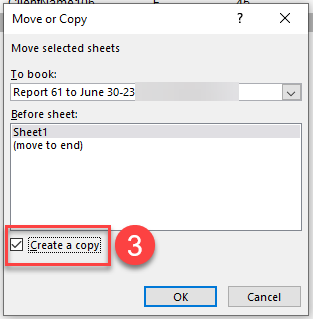 Move or Copy ? ×
Move selected sheets
To book:
Report 61 to June 30-23
Before sheet:
Sheet1
(move to end)
Create a copy 3
OK Cancel